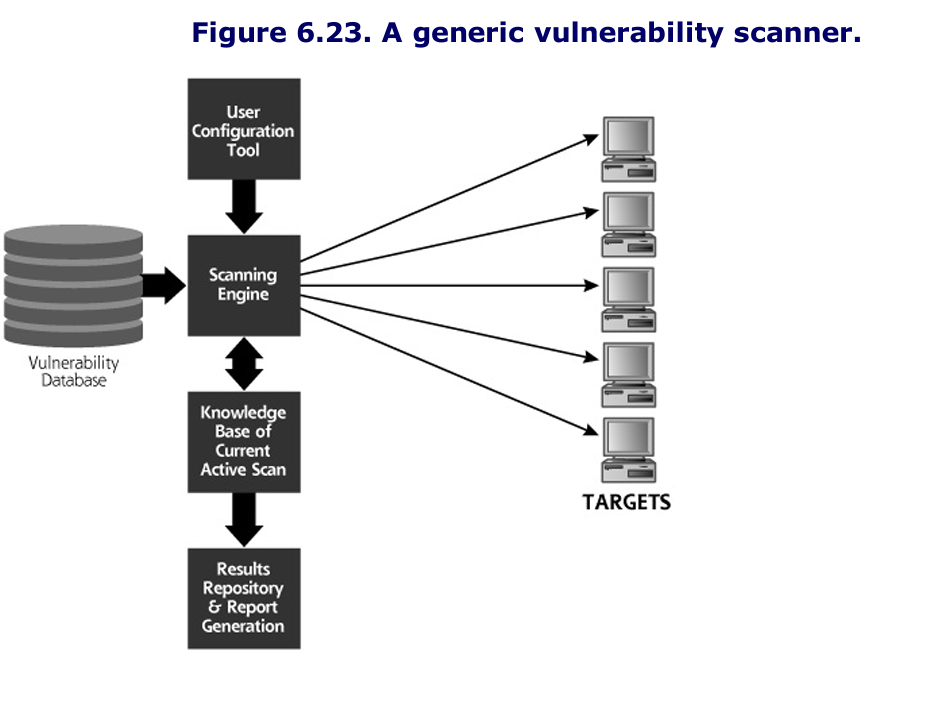 Figure 6.23. A generic vulnerability scanner.
User
Configuration
Tool
Scanning
Engine
Vulnerability
Database
Knowledge
Base of
Current
Active Scan
Results
Repository
& Report
Generation
TARGETS